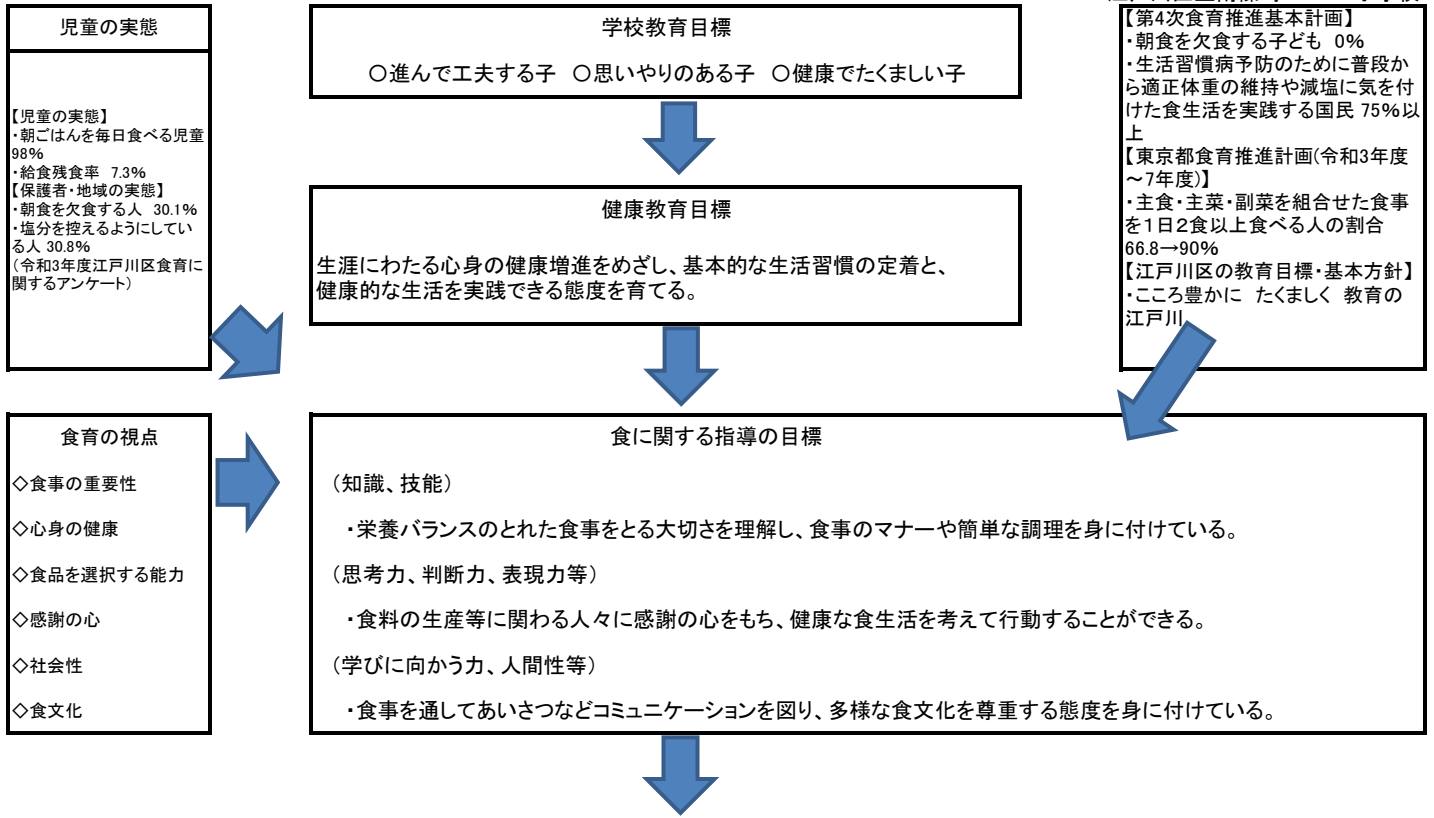 児童の実態
【児童の実態】
・朝ごはんを毎日食べる児童
98%
・給食残食率 7.3%
【保護者・地域の実態】
・朝食を欠食する人 30.1%
・塩分を控えるようにしてい
る人 30.8%
(令和3年度江戸川区食育に
関するアンケート)
学校教育目標
○進んで工夫する子 ○思いやりのある子 ○健康でたくましい子
健康教育目標
生涯にわたる心身の健康増進をめざし、基本的な生活習慣の定着と、
健康的な生活を実践できる態度を育てる。
【第4次食育推進基本計画】
・朝食を欠食する子ども 0%
・生活習慣病予防のために普段か
ら適正体重の維持や減塩に気を付
けた食生活を実践する国民 75%以
上
【東京都食育推進計画(令和3年度
～7年度)】
・主食・主菜・副菜を組合せた食事
を1日2食以上食べる人の割合
66.8→90%
【江戸川区の教育目標・基本方針】
・こころ豊かに たくましく 教育の
江戸川
食育の視点
◇食事の重要性
◇心身の健康
◇食品を選択する能力
◇感謝の心
◇社会性
◇食文化
食に関する指導の目標
(知識、技能)
・栄養バランスのとれた食事をとる大切さを理解し、食事のマナーや簡単な調理を身に付けている。
(思考力、判断力、表現力等)
・食料の生産等に関わる人々に感謝の心をもち、健康な食生活を考えて行動することができる。
(学びに向かう力、人間性等)
・食事を通してあいさつなどコミュニケーションを図り、多様な食文化を尊重する態度を身に付けている。